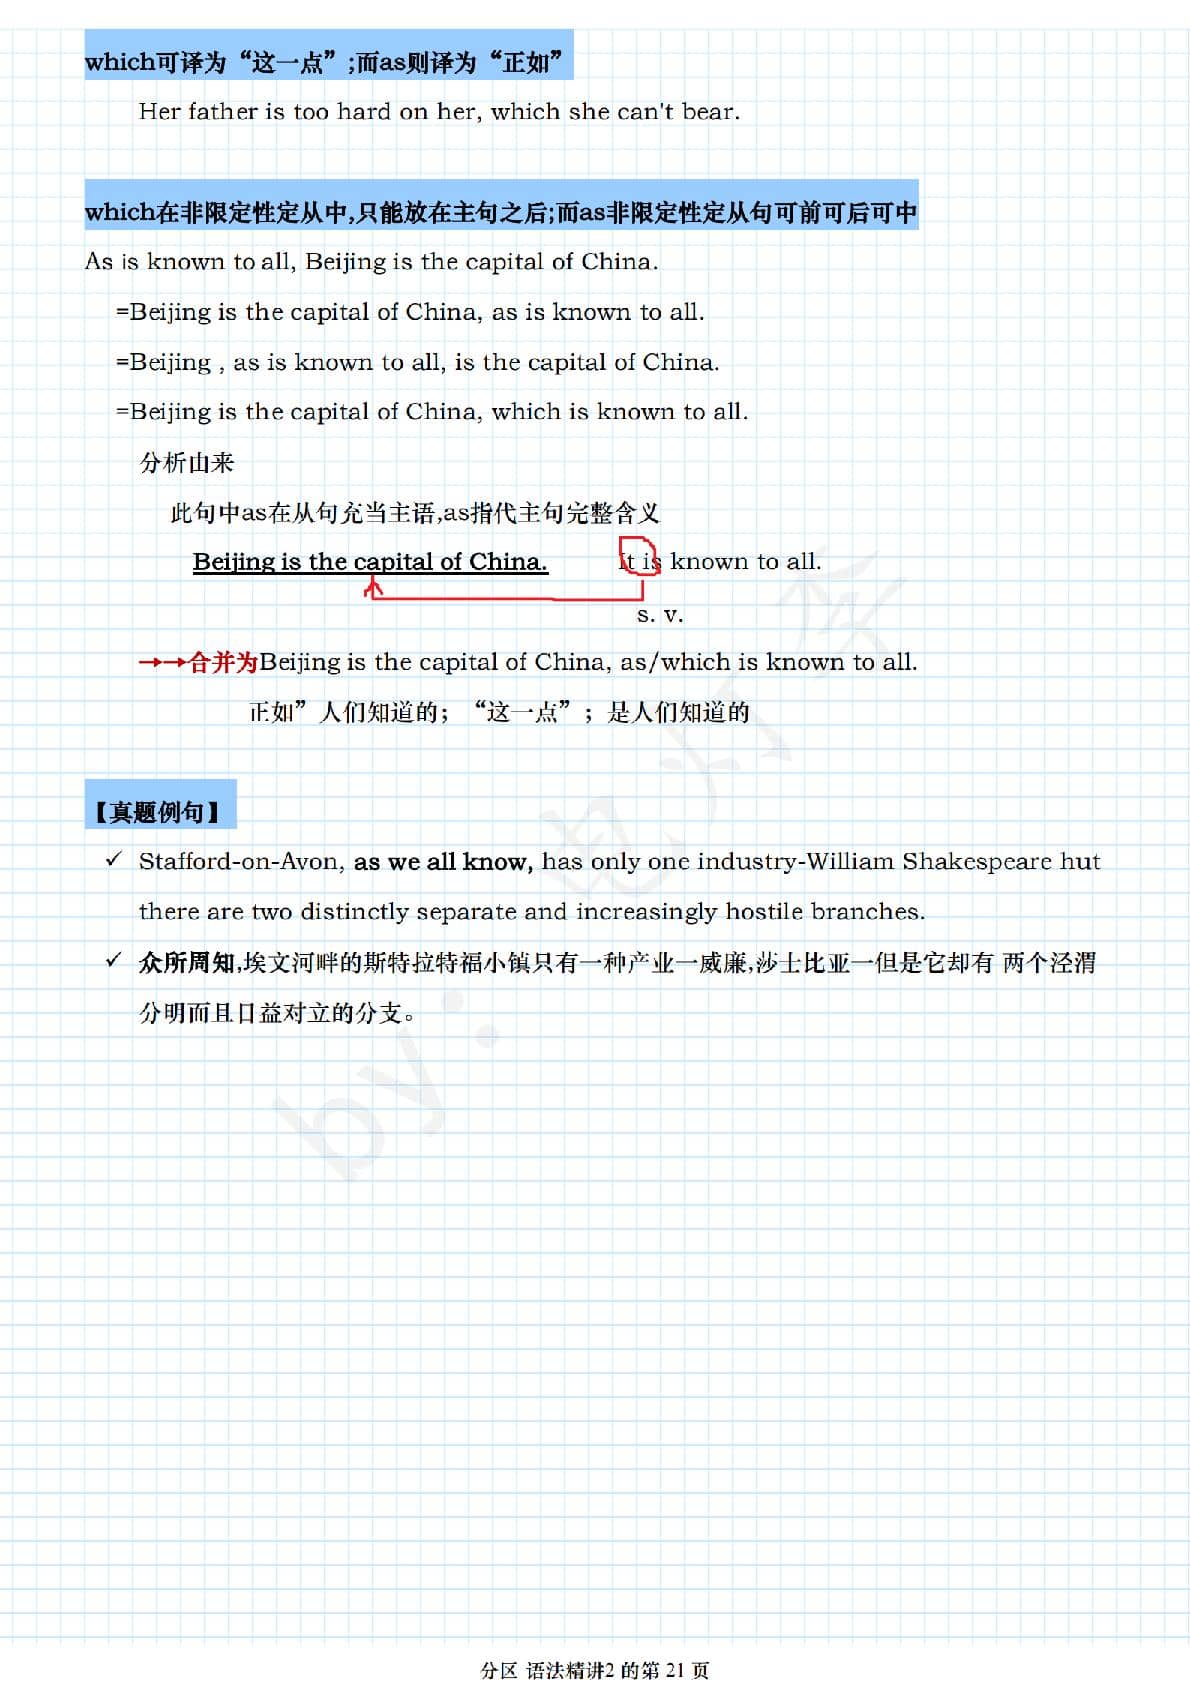 which可译为“这一点”;而as则译为“正如”
Her father is too hard on her, which she can't bear.
which在非限定性定从中,只能放在主句之后;而as非限定性定从句可前可后可中
As is known to all, Beijing is the capital of China.
=Beijing is the capital of China, as is known to all.
=Beijing , as is known to all, is the capital of China.
=Beijing is the capital of China, which is known to all.
分析由来
此句中as在从句充当主语,as指代主句完整含义
Beijing is the capital of China. It is known to all.
s. v.
→→合并为Beijing is the capital of China, as/which is known to all.
正如”人们知道的；“这一点”；是人们知道的
【真题例句】
✓ Stafford-on-Avon, as we all know, has only one industry-William Shakespeare hut
there are two distinctly separate and increasingly hostile branches.
✓ 众所周知,埃文河畔的斯特拉特福小镇只有一种产业一威廉,莎士比亚一但是它却有 两个泾渭
分明而且日益对立的分支。
by：电灯全
分区 语法精讲2 的第 21 页